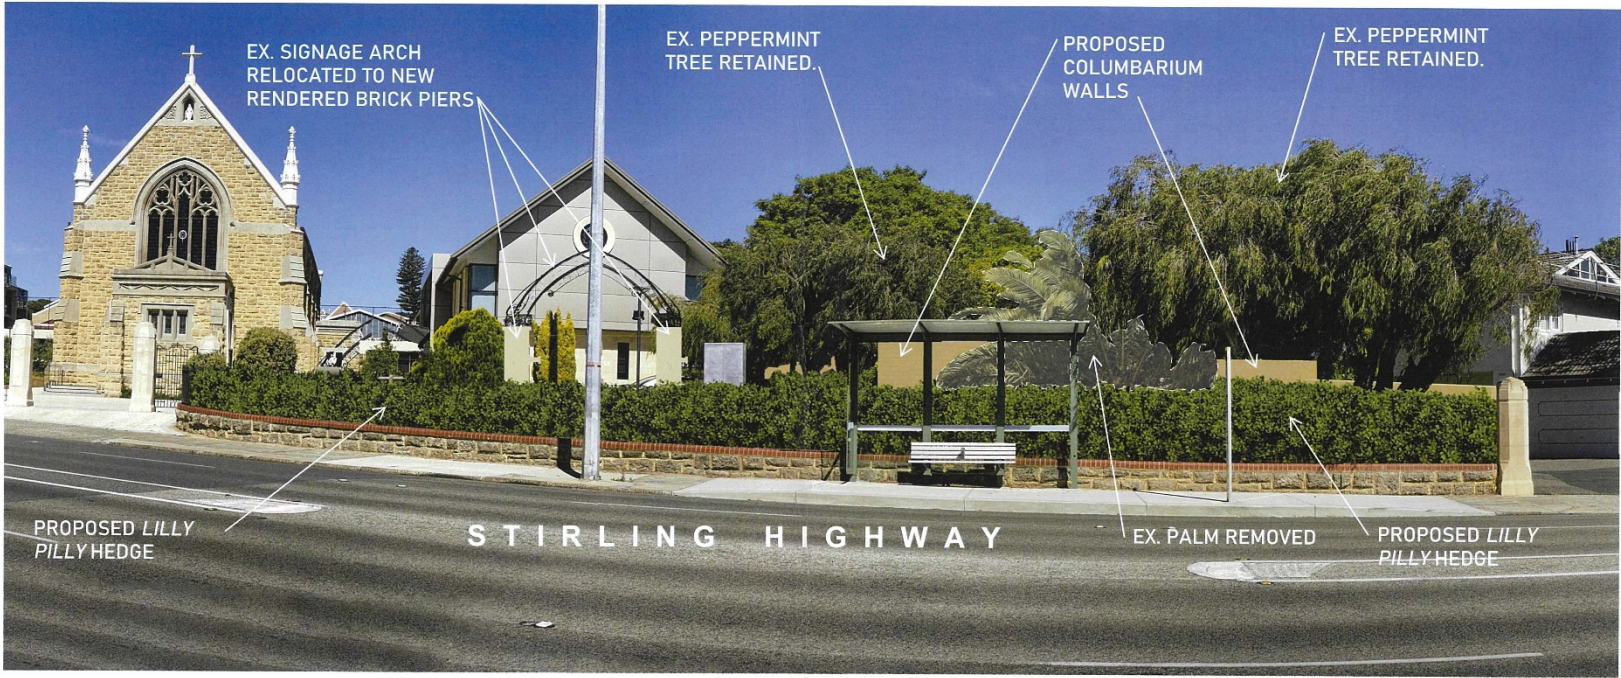 EX. SIGNAGE ARCH
RELOCATED TO NEW
RENDERED BRICK PIERS
EX. PEPPERMINT
TREE RETAINED.
PROPOSED
COLUMBARIUM
WALLS
EX. PEPPERMINT
TREE RETAINED.
PROPOSED LILLY
PILLY HEDGE
STIRLING HIGHWAY
EX. PALM REMOVED
PROPOSED LILLY
PILLY HEDGE